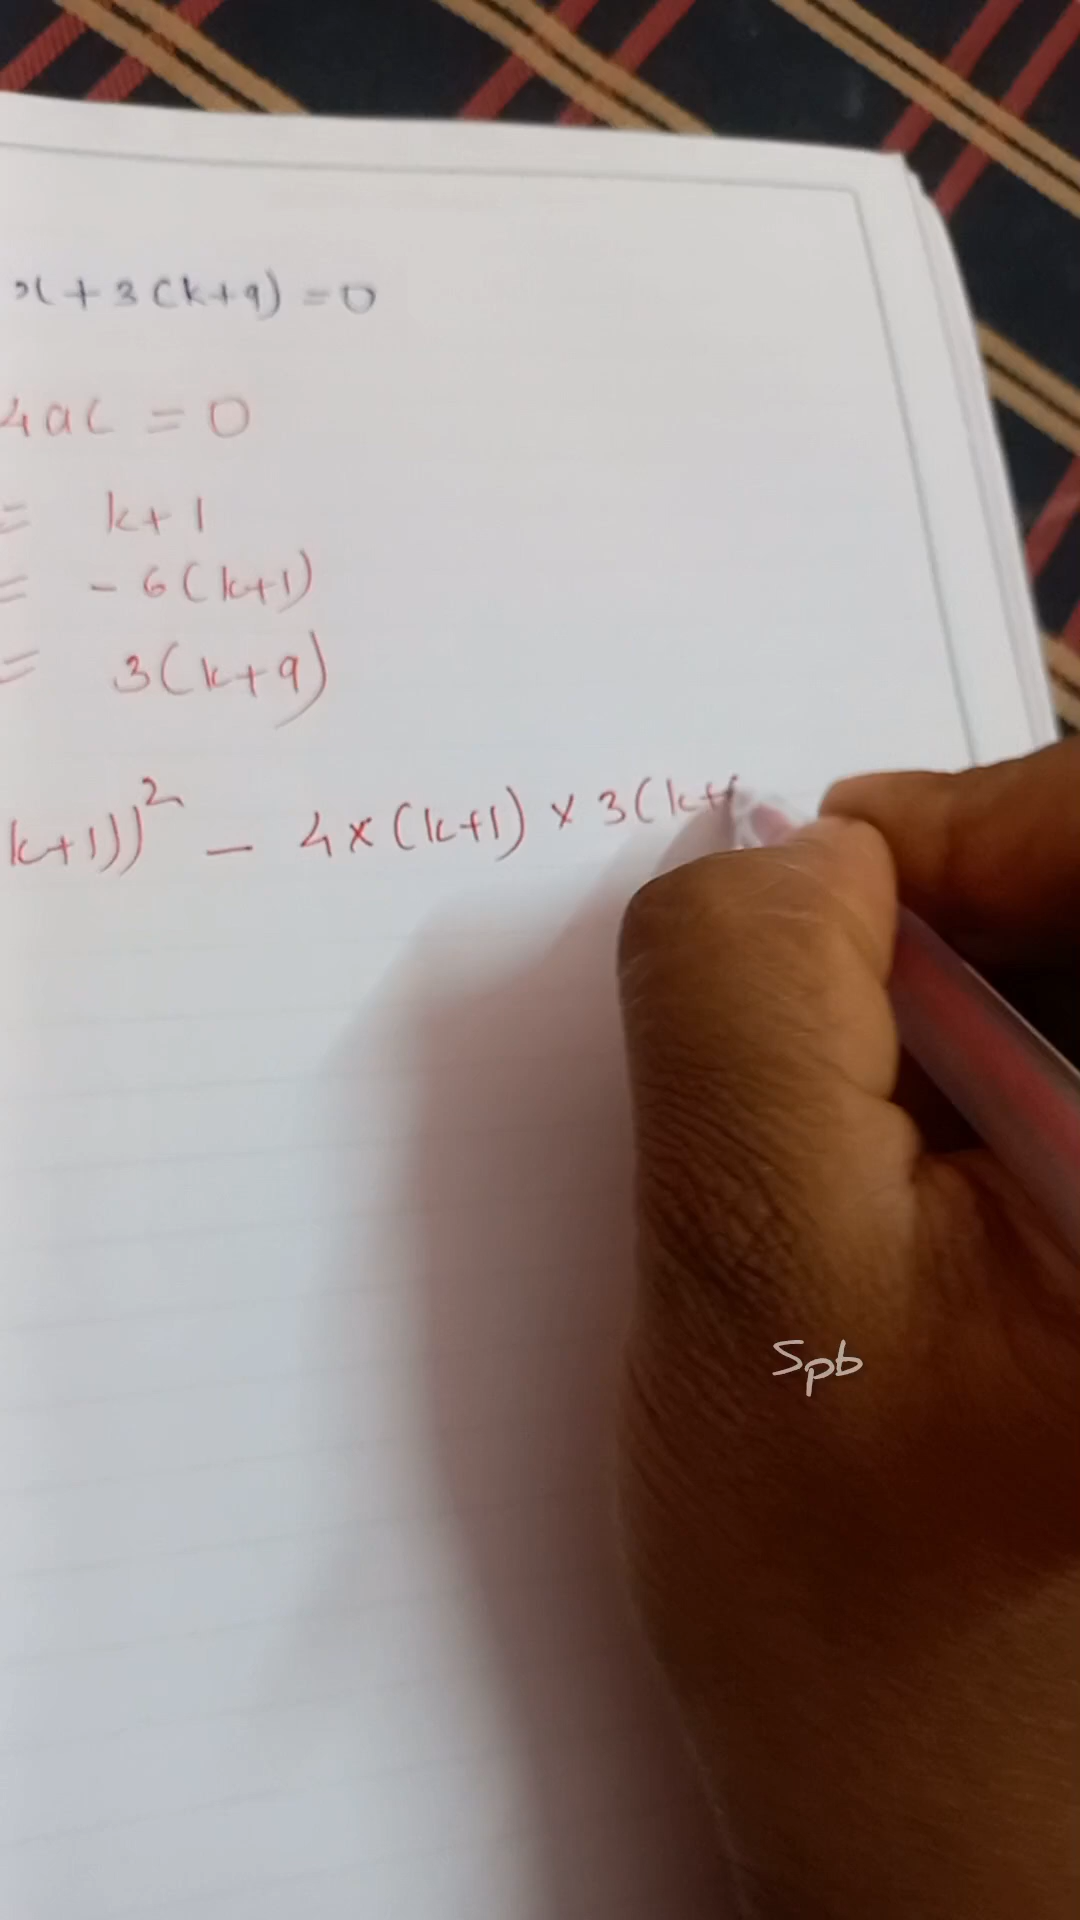 x+3(k+9)=0
4ac = 0
= k+1
= -6(k+1)
= 3(k+9)
k+1))² - 4×(k+1) × 3(k+
Spb